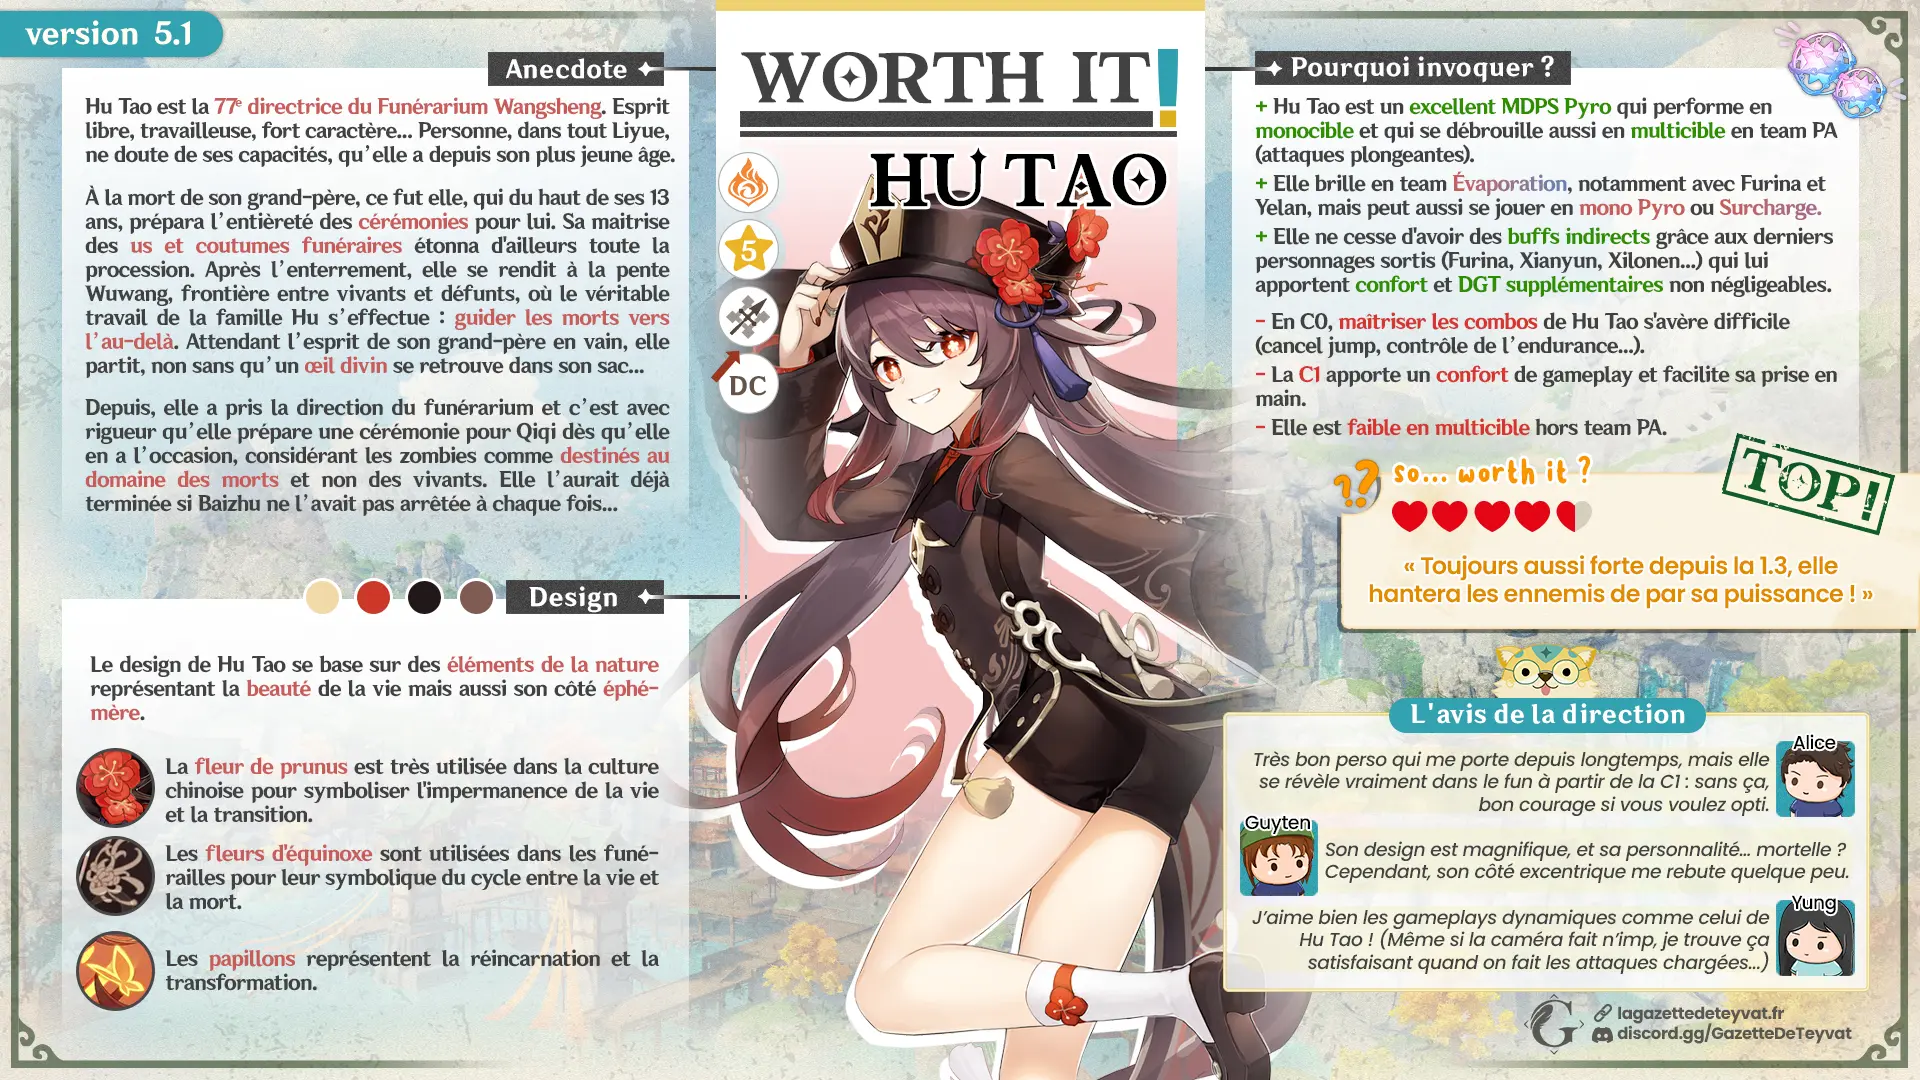 version 5.1
Anecdote
Hu Tao est la 77e directrice du Funérarium Wangsheng. Esprit
libre, travailleuse, fort caractère... Personne, dans tout Liyue,
ne doute de ses capacités, qu'elle a depuis son plus jeune âge.
À la mort de son grand-père, ce fut elle, qui du haut de ses 13
ans, prépara l'entièreté des cérémonies pour lui. Sa maitrise
des us et coutumes funéraires étonna d'ailleurs toute la
procession. Après l'enterrement, elle se rendit à la pente
Wuwang, frontière entre vivants et défunts, où le véritable
travail de la famille Hu s'effectue : guider les morts vers
l'au-delà. Attendant l'esprit de son grand-père en vain, elle
partit, non sans qu'un œil divin se retrouve dans son sac...
Depuis, elle a pris la direction du funérarium et c'est avec
rigueur qu'elle prépare une cérémonie pour Qiqi dès qu'elle
en a l'occasion, considérant les zombies comme destinés au
domaine des morts et non des vivants. Elle l'aurait déjà
terminée si Baizhu ne l'avait pas arrêtée à chaque fois...
Design
Le design de Hu Tao se base sur des éléments de la nature
représentant la beauté de la vie mais aussi son côté éphé-
mère.
La fleur de prunus est très utilisée dans la culture
chinoise pour symboliser l'impermanence de la vie
et la transition.
Les fleurs d'équinoxe sont utilisées dans les funé-
railles pour leur symbolique du cycle entre la vie et
la mort.
Les papillons représentent la réincarnation et la
transformation.
WORTH IT!
HU TAO
5
DC
Pourquoi invoquer ?
+ Hu Tao est un excellent MDPS Pyro qui performe en
monocible et qui se débrouille aussi en multicible en team PA
(attaques plongeantes).
+ Elle brille en team Évaporation, notamment avec Furina et
Yelan, mais peut aussi se jouer en mono Pyro ou Surcharge.
+ Elle ne cesse d'avoir des buffs indirects grâce aux derniers
personnages sortis (Furina, Xianyun, Xilonen...) qui lui
apportent confort et DGT supplémentaires non négligeables.
- En C0, maîtriser les combos de Hu Tao s'avère difficile
(cancel jump, contrôle de l'endurance...).
- La C1 apporte un confort de gameplay et facilite sa prise en
main.
- Elle est faible en multicible hors team PA.
??
so... worth it ?
TOP!
« Toujours aussi forte depuis la 1.3, elle
hantera les ennemis de par sa puissance ! »
L'avis de la direction
Alice
Très bon perso qui me porte depuis longtemps, mais elle
se révèle vraiment dans le fun à partir de la C1 : sans ça,
bon courage si vous voulez opti.
Guyten
Son design est magnifique, et sa personnalité... mortelle ?
Cependant, son côté excentrique me rebute quelque peu.
Yung
J'aime bien les gameplays dynamiques comme celui de
Hu Tao ! (Même si la caméra fait n'imp, je trouve ça
satisfaisant quand on fait les attaques chargées...)
G
lagazettedeteyvat.fr
discord.gg/GazetteDeTeyvat